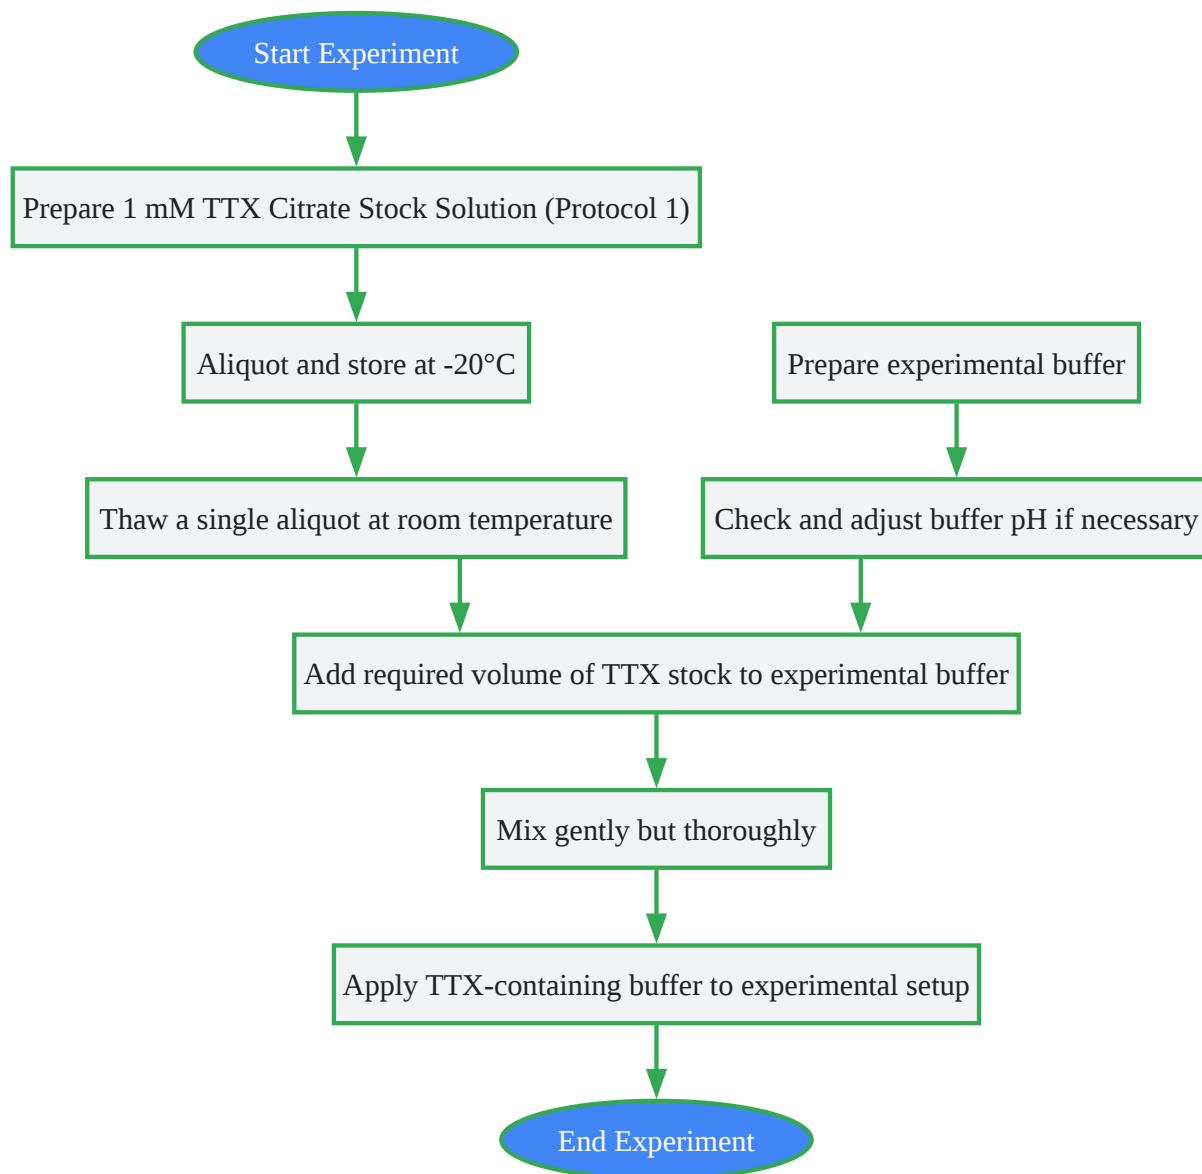 Start Experiment
Prepare 1 mM TTX Citrate Stock Solution (Protocol 1)
Aliquot and store at -20°C
Prepare experimental buffer
Thaw a single aliquot at room temperature
Check and adjust buffer pH if necessary
Add required volume of TTX stock to experimental buffer
Mix gently but thoroughly
Apply TTX-containing buffer to experimental setup
End Experiment